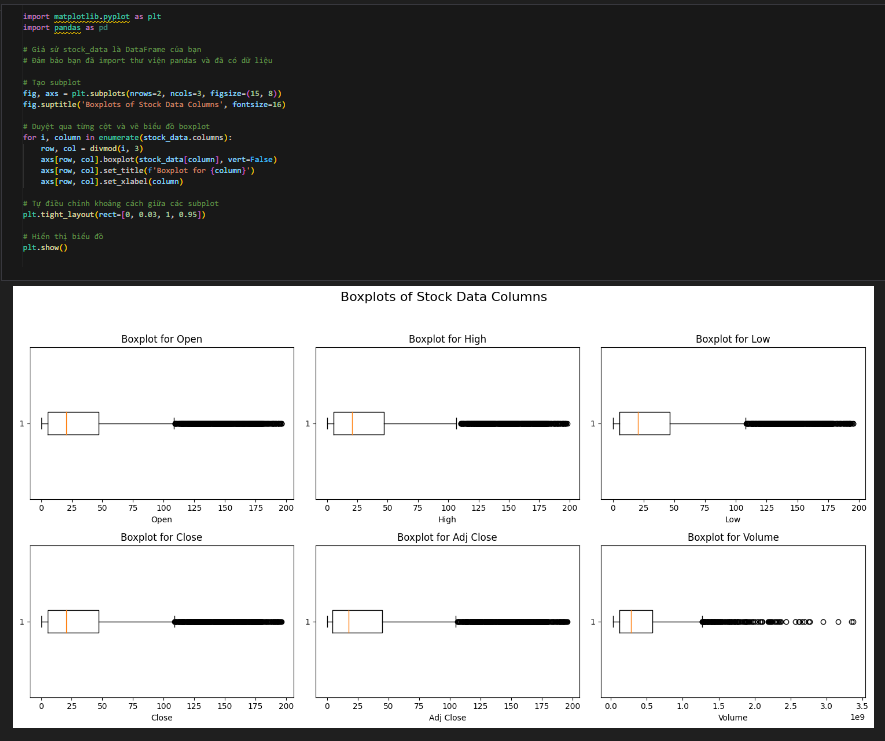 import matplotlib.pyplot as plt
import pandas as pd
# Giả sử stock_data là DataFrame của bạn
# Đảm bảo bạn đã import thư viện pandas và đã có dữ liệu
# Tạo subplot
fig, axs = plt.subplots(nrows=2, ncols=3, figsize=(15, 8))
fig.suptitle('Boxplots of Stock Data Columns', fontsize=16)
# Duyệt qua từng cột và vẽ biểu đồ boxplot
for i, column in enumerate(stock_data.columns):
    row, col = divmod(i, 3)
    axs[row, col].boxplot(stock_data[column], vert=False)
    axs[row, col].set_title(f'Boxplot for {column}')
    axs[row, col].set_xlabel(column)
# Tự điều chỉnh khoảng cách giữa các subplot
plt.tight_layout(rect=[0, 0.03, 1, 0.95])
# Hiển thị biểu đồ
plt.show()
Boxplots of Stock Data Columns
Boxplot for Open
1
0 25 50 75 100 125 150 175 200
Open
Boxplot for High
1
0 25 50 75 100 125 150 175 200
High
Boxplot for Low
1
0 25 50 75 100 125 150 175 200
Low
Boxplot for Close
1
0 25 50 75 100 125 150 175 200
Close
Boxplot for Adj Close
1
0 25 50 75 100 125 150 175 200
Adj Close
Boxplot for Volume
1
0.0 0.5 1.0 1.5 2.0 2.5 3.0 3.5
1e9
Volume